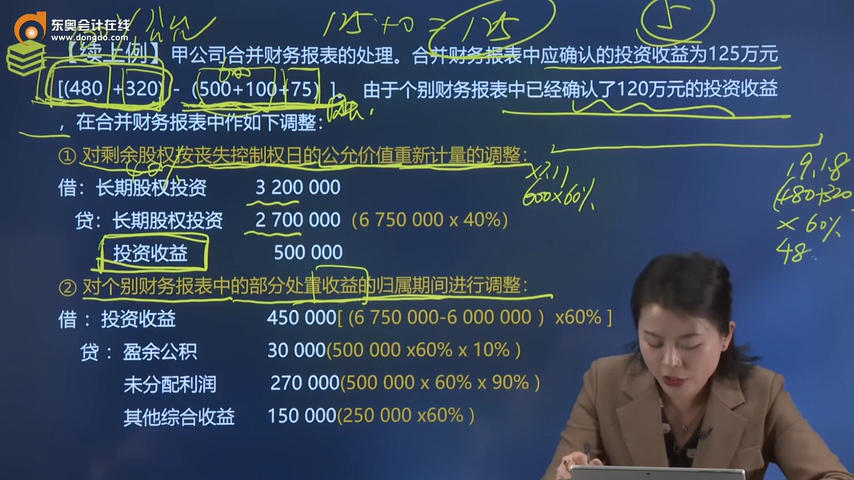 东奥会计在线
www.dongao.com
125+0=125
5
【续上例】甲公司合并财务报表的处理。合并财务报表中应确认的投资收益为125万元
[(480+320)-(500+100+75)]。由于个别财务报表中已经确认了120万元的投资收益
，在合并财务报表中作如下调整：
① 对剩余股权按丧失控制权日的公允价值重新计量的调整：
60%
借：长期股权投资 3 200 000
贷：长期股权投资 2 700 000（6 750 000 x 40%）
投资收益 500 000
600×60%
19.1.8
(480+320)
×60%
48
② 对个别财务报表中的部分处置收益的归属期间进行调整：
借：投资收益 450 000[（6 750 000-6 000 000 ）x60% ]
贷：盈余公积 30 000(500 000 x60% x 10% )
未分配利润 270 000(500 000 x 60% x 90% )
其他综合收益 150 000(250 000 x60% )